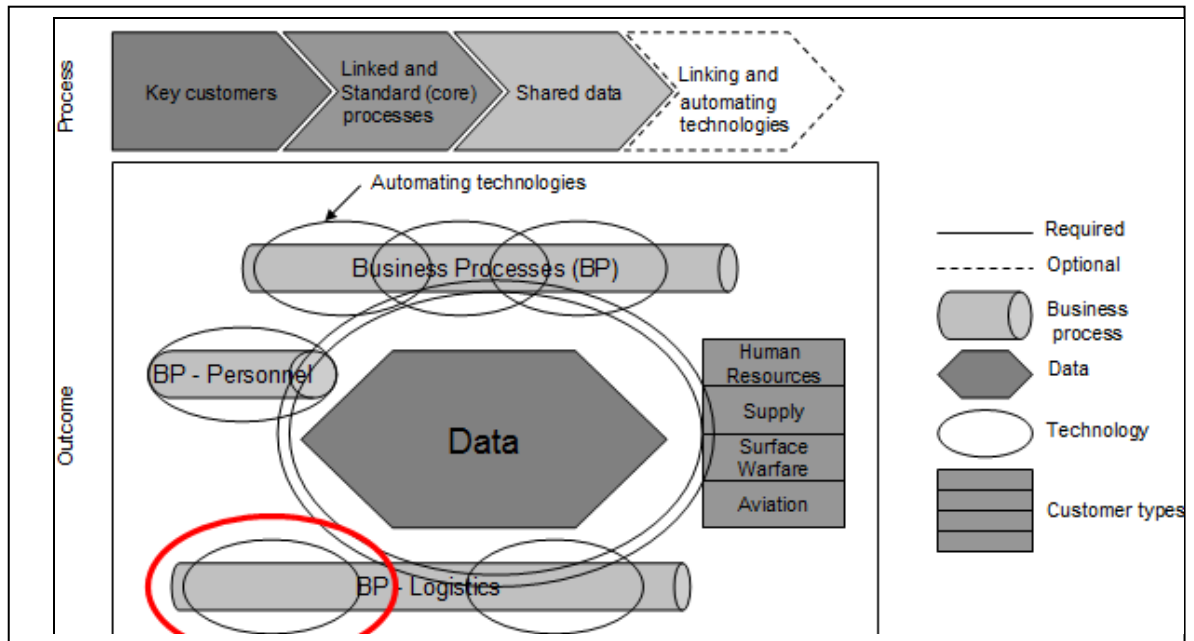 Process
Key customers
Linked and
Standard (core)
processes
Shared data
Linking and
automating
technologies
Outcome
Automating technologies
Business Processes (BP)
BP - Personnel
Data
Human
Resources
Supply
Surface
Warfare
Aviation
BP - Logistics
Required
Optional
Business
process
Data
Technology
Customer types